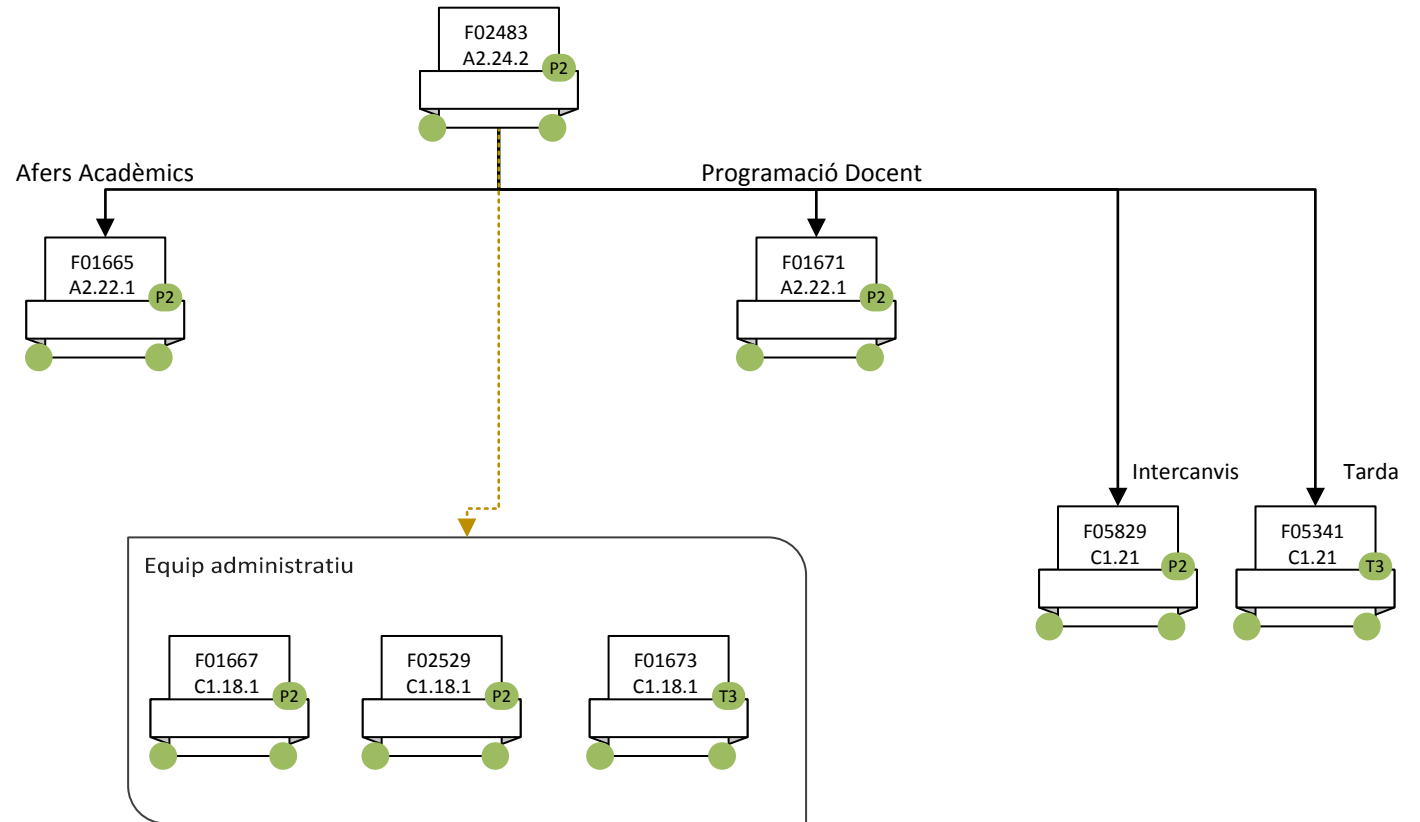 F02483
A2.24.2
P2
Afers Acadèmics
Programació Docent
F01665
A2.22.1
P2
F01671
A2.22.1
P2
Intercanvis
Tarda
F05829
C1.21
P2
F05341
C1.21
T3
Equip administratiu
F01667
C1.18.1
P2
F02529
C1.18.1
P2
F01673
C1.18.1
T3